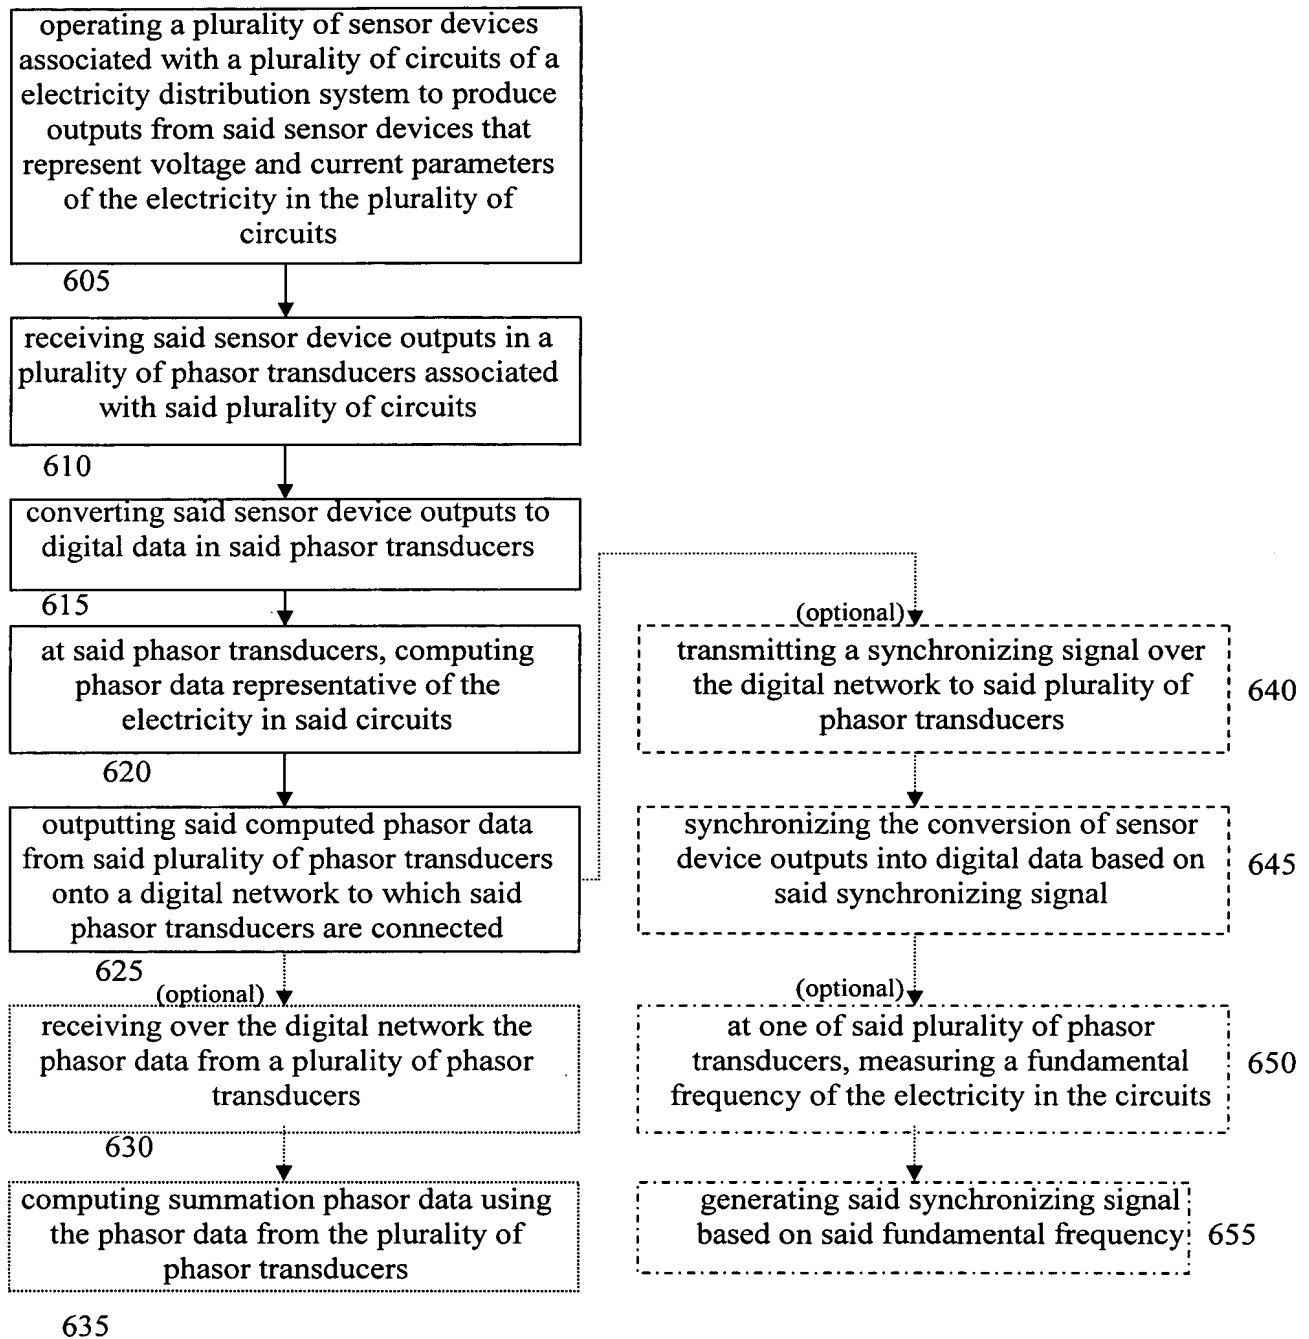 operating a plurality of sensor devices
associated with a plurality of circuits of a
electricity distribution system to produce
outputs from said sensor devices that
represent voltage and current parameters
of the electricity in the plurality of
circuits
605
receiving said sensor device outputs in a
plurality of phasor transducers associated
with said plurality of circuits
610
converting said sensor device outputs to
digital data in said phasor transducers
615
at said phasor transducers, computing
phasor data representative of the
electricity in said circuits
620
outputting said computed phasor data
from said plurality of phasor transducers
onto a digital network to which said
phasor transducers are connected
625
(optional)
receiving over the digital network the
phasor data from a plurality of phasor
transducers
630
computing summation phasor data using
the phasor data from the plurality of
phasor transducers
635
(optional)
transmitting a synchronizing signal over
the digital network to said plurality of
phasor transducers
640
synchronizing the conversion of sensor
device outputs into digital data based on
said synchronizing signal
645
(optional)
at one of said plurality of phasor
transducers, measuring a fundamental
frequency of the electricity in the circuits
650
generating said synchronizing signal
based on said fundamental frequency
655